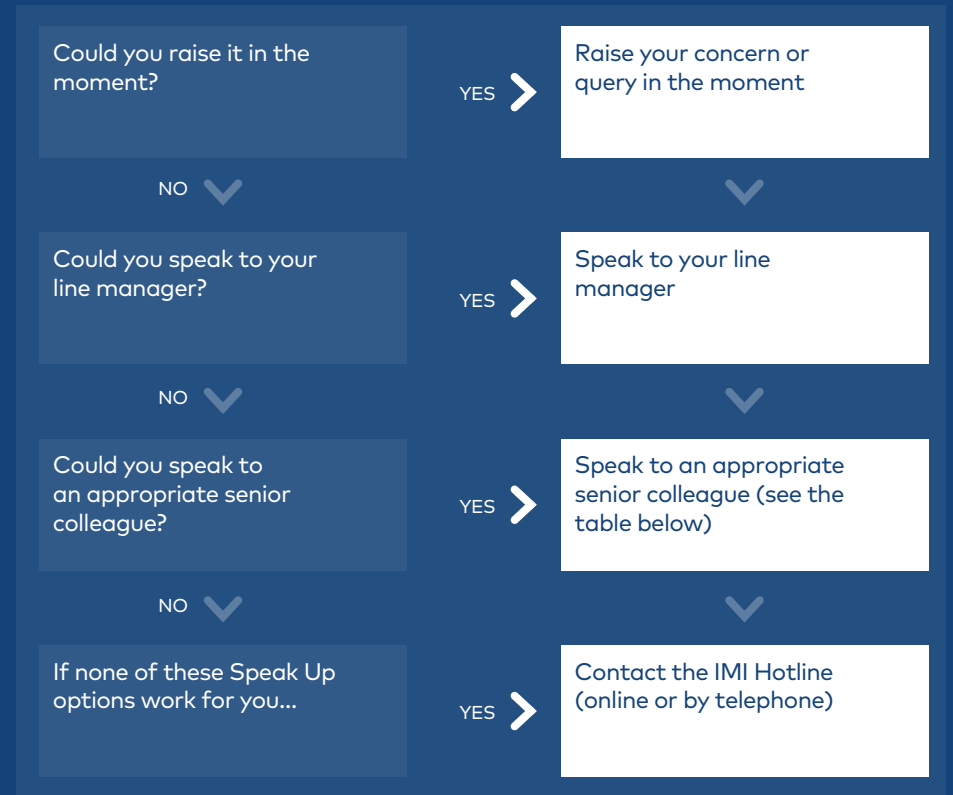 Could you raise it in the
moment?
YES
Raise your concern or
query in the moment
NO
Could you speak to your
line manager?
YES
Speak to your line
manager
NO
Could you speak to
an appropriate senior
colleague?
YES
Speak to an appropriate
senior colleague (see the
table below)
NO
If none of these Speak Up
options work for you...
YES
Contact the IMI Hotline
(online or by telephone)